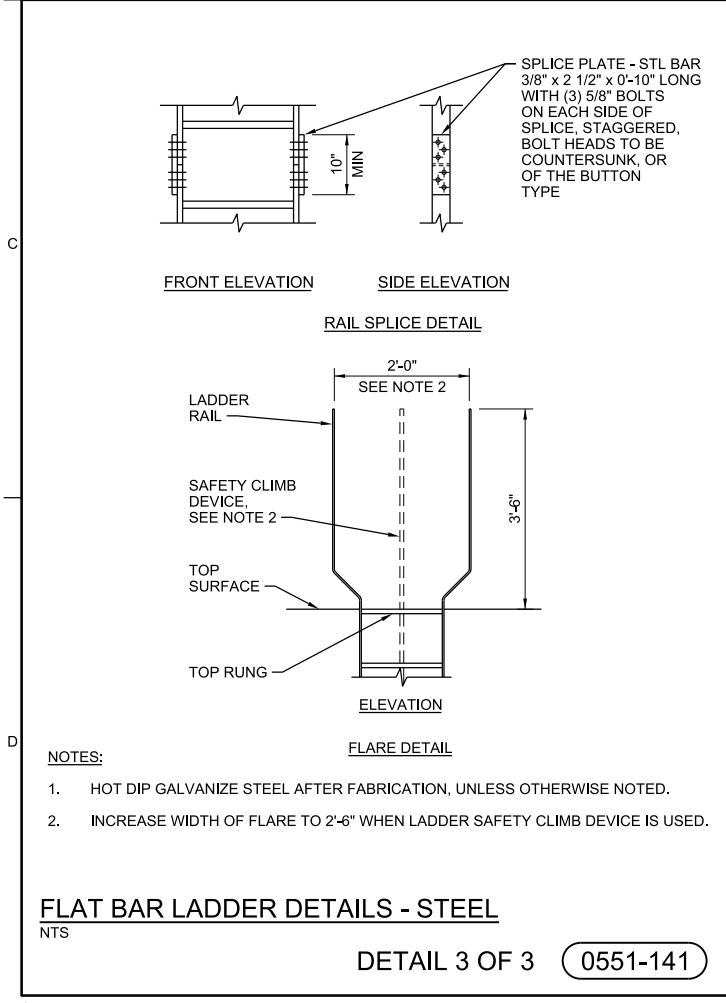 SPLICE PLATE - STL BAR
3/8" x 2 1/2" x 0'-10" LONG
WITH (3) 5/8" BOLTS
ON EACH SIDE OF
SPLICE, STAGGERED,
BOLT HEADS TO BE
COUNTERSUNK, OR
OF THE BUTTON
TYPE
10"
MIN
C
FRONT ELEVATION
SIDE ELEVATION
RAIL SPLICE DETAIL
2'-0"
SEE NOTE 2
LADDER
RAIL
SAFETY CLIMB
DEVICE,
SEE NOTE 2
3'-6"
TOP
SURFACE
TOP RUNG
ELEVATION
FLARE DETAIL
D
NOTES:
1. HOT DIP GALVANIZE STEEL AFTER FABRICATION, UNLESS OTHERWISE NOTED.
2. INCREASE WIDTH OF FLARE TO 2'-6" WHEN LADDER SAFETY CLIMB DEVICE IS USED.
FLAT BAR LADDER DETAILS - STEEL
NTS
DETAIL 3 OF 3 0551-141